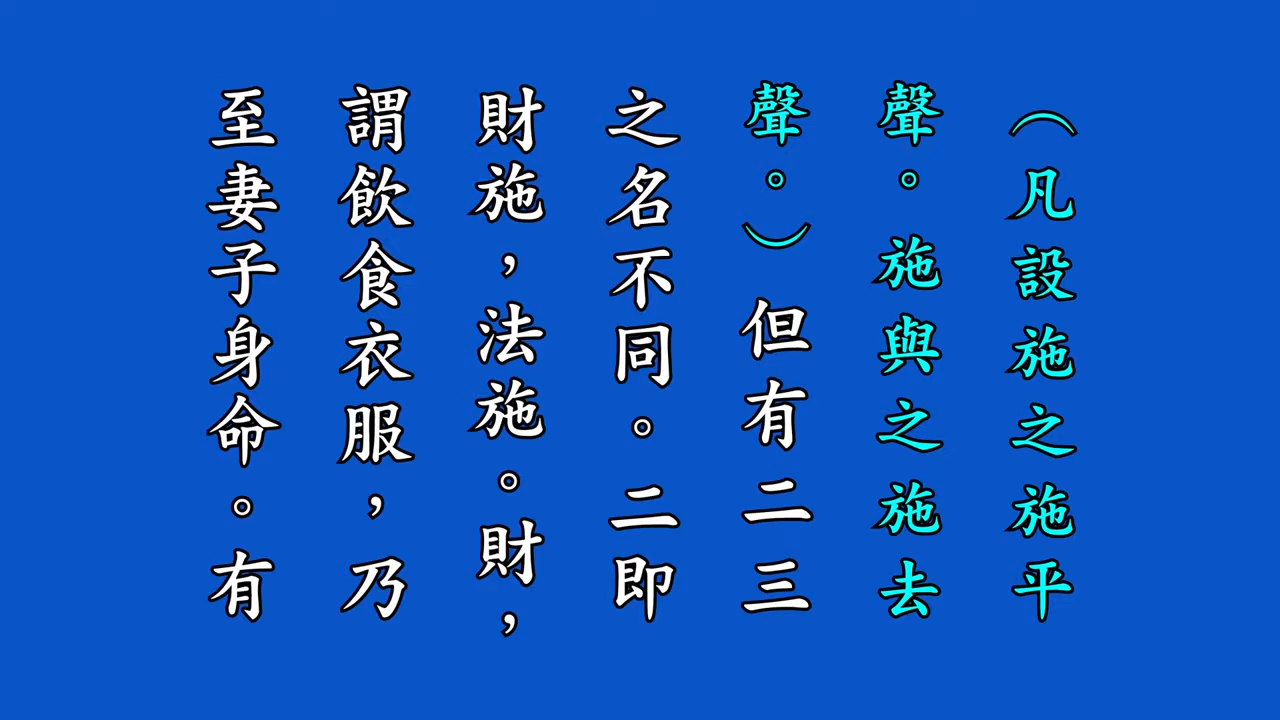 （凡設施之施平
聲。施與之施去
聲。）但有二三
之名不同。二即
財施，法施。財，
謂飲食衣服，乃
至妻子身命。有